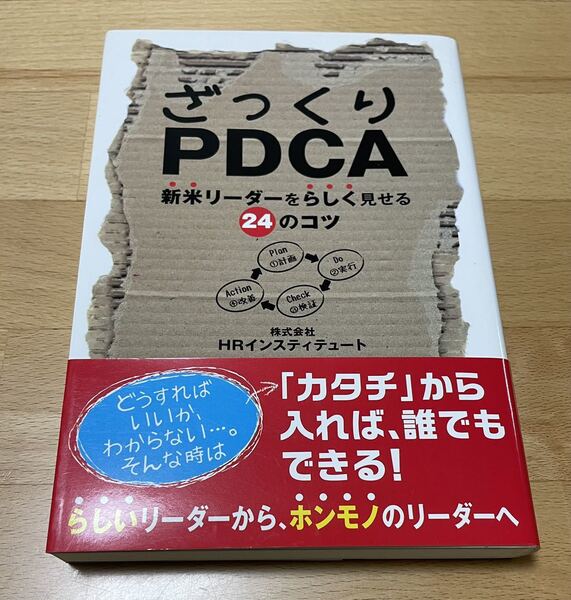 ざっくり
PDCA
新米リーダーをらしく見せる
24のコツ
Plan
①計画
Do
②実行
Check
③検証
Action
④改善
株式会社
HRインスティテュート
どうすれば
いいか、
わからない…。
そんな時は
「カタチ」から
入れば、誰でも
できる!
らしいリーダーから、ホンモノのリーダーへ